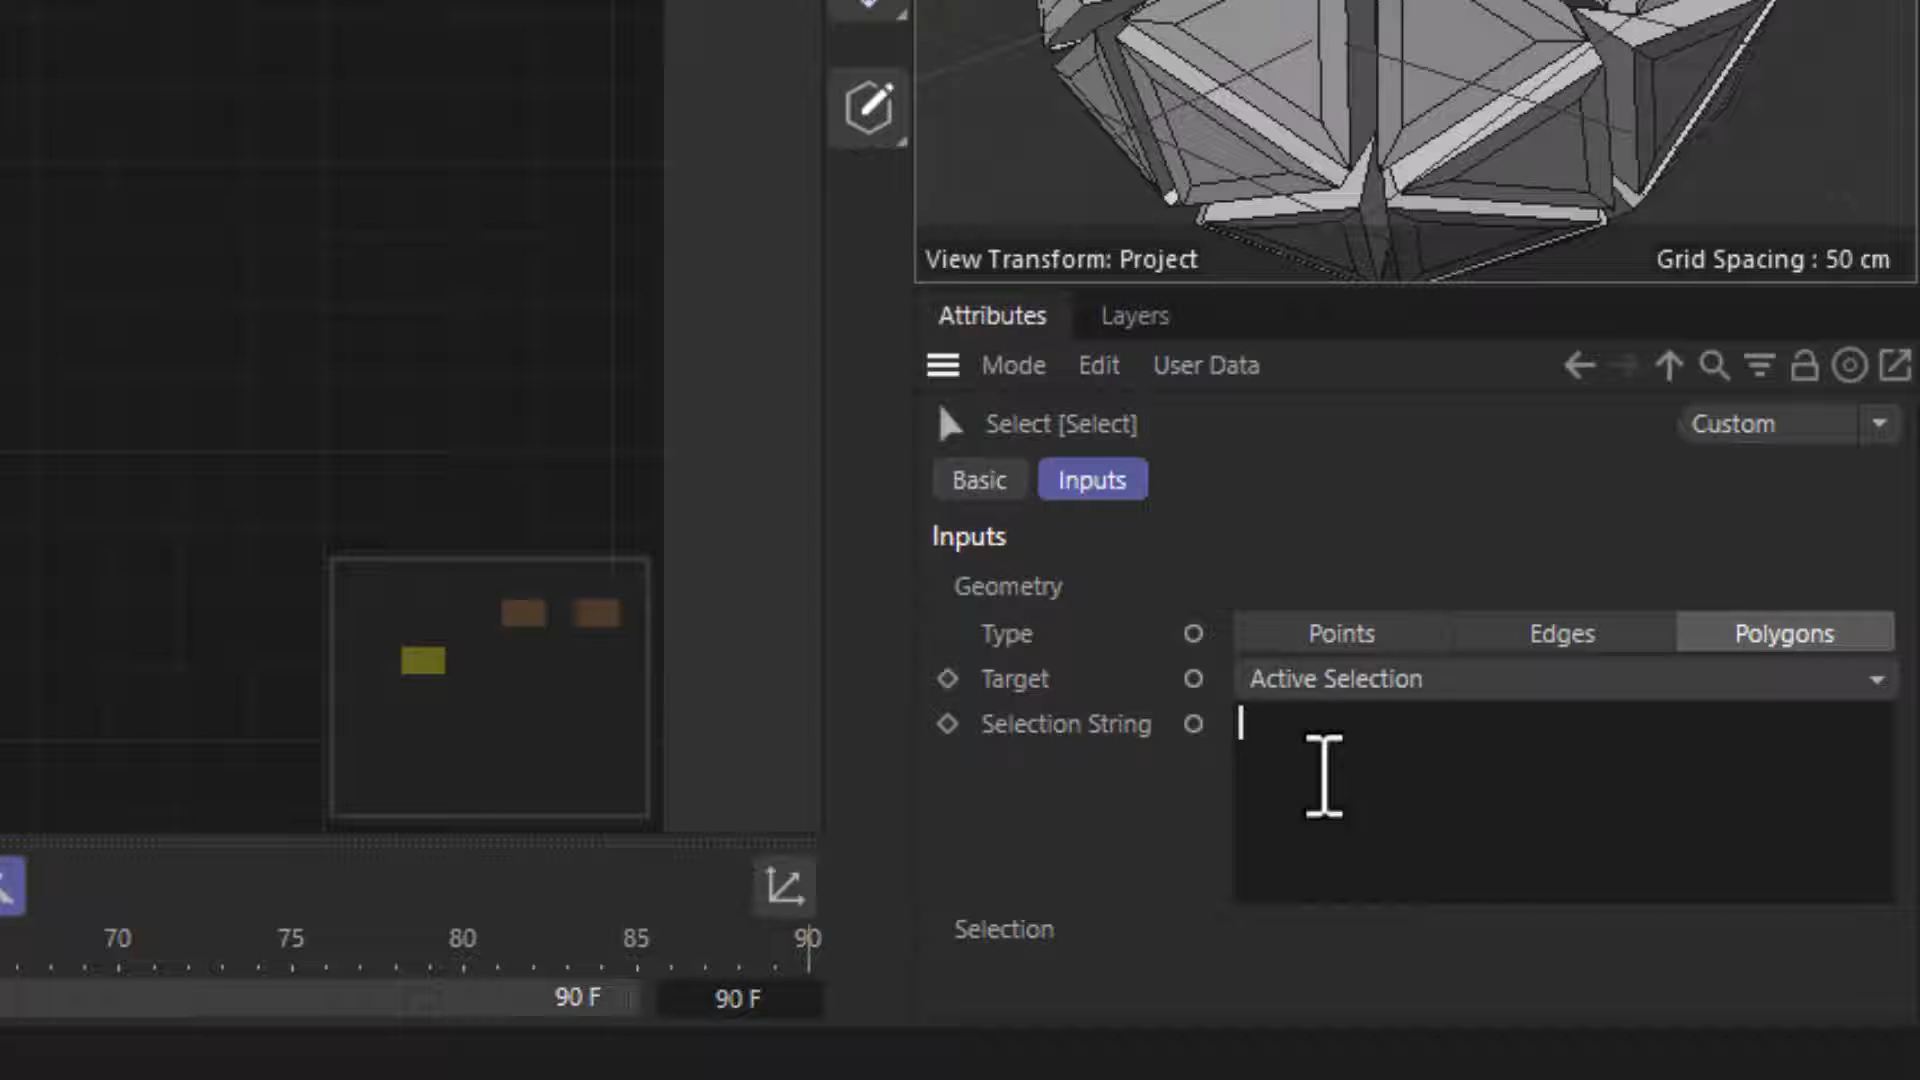 View Transform: Project
Grid Spacing : 50 cm
Attributes
Layers
Mode
Edit
User Data
Select [Select]
Custom
Basic
Inputs
Inputs
Geometry
Type
Points
Edges
Polygons
Target
Active Selection
Selection String
Selection
70
75
80
85
90
90 F
90 F